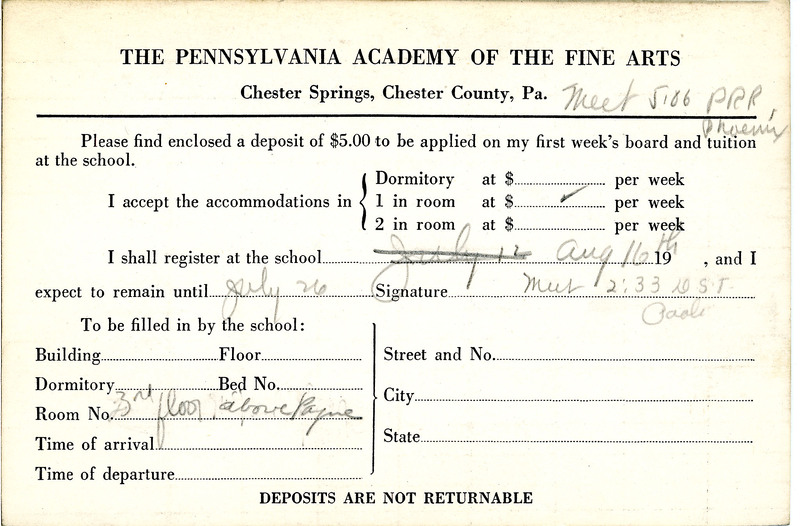 THE PENNSYLVANIA ACADEMY OF THE FINE ARTS
Chester Springs, Chester County, Pa. Meet 5:06 PRR,
Phoenix
Please find enclosed a deposit of $5.00 to be applied on my first week's board and tuition
at the school.
I accept the accommodations in
Dormitory at $ per week
1 in room at $ ✓ per week
2 in room at $ per week
I shall register at the school July 12 Aug 16th 19 , and I
expect to remain until July 26 Signature Meet 2:33 D.S.T.
Paoli
To be filled in by the school:
Building Floor
Dormitory Bed No.
Room No. 3rd floor above Payne
Time of arrival
Time of departure
Street and No.
City
State
DEPOSITS ARE NOT RETURNABLE